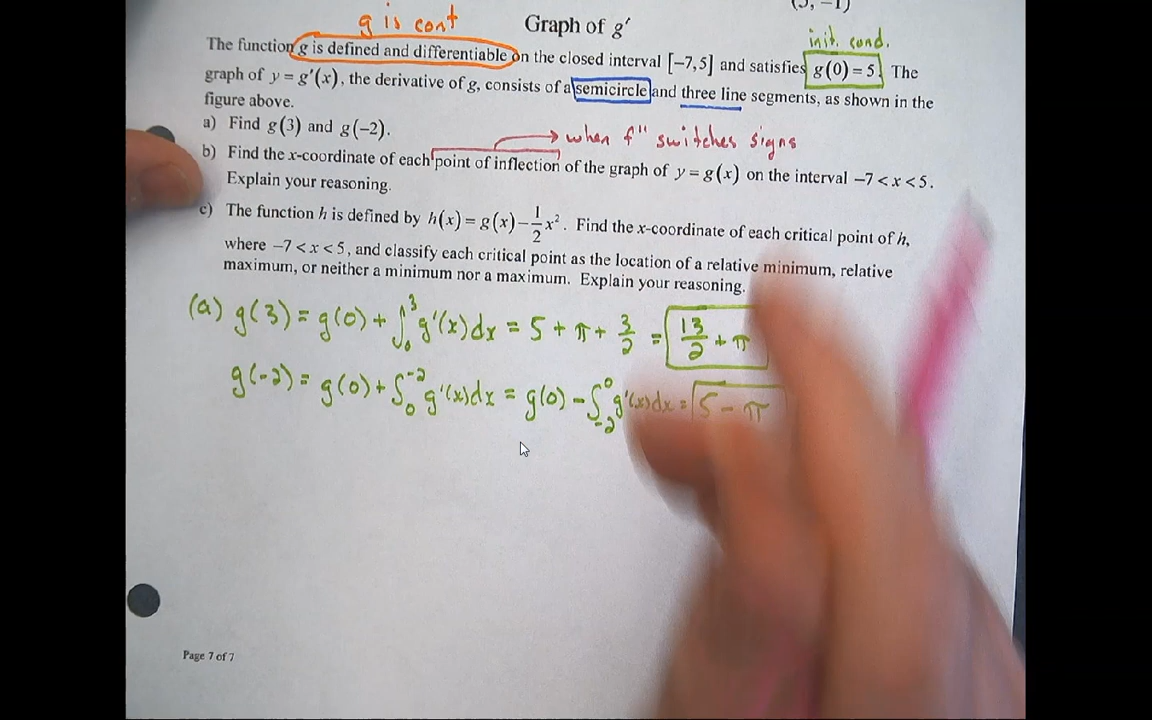 (5, -1)
g is cont
Graph of g′
init. cond.
The function g is defined and differentiable on the closed interval [−7,5] and satisfies g(0) = 5. The
graph of y = g′(x), the derivative of g, consists of a semicircle and three line segments, as shown in the
figure above.
a) Find g(3) and g(−2).
→ when f" switches signs
b) Find the x-coordinate of each point of inflection of the graph of y = g(x) on the interval −7 < x < 5.
Explain your reasoning.
c) The function h is defined by h(x) = g(x) − 1/2 x². Find the x-coordinate of each critical point of h,
where −7 < x < 5, and classify each critical point as the location of a relative minimum, relative
maximum, or neither a minimum nor a maximum. Explain your reasoning.
(a) g(3) = g(0) + ∫₀³ g′(x)dx = 5 + π + 3/2 = 13/2 + π
g(-2) = g(0) + ∫₀⁻² g′(x)dx = g(0) − ∫₋₂⁰ g′(x)dx = 5 − π
Page 7 of 7